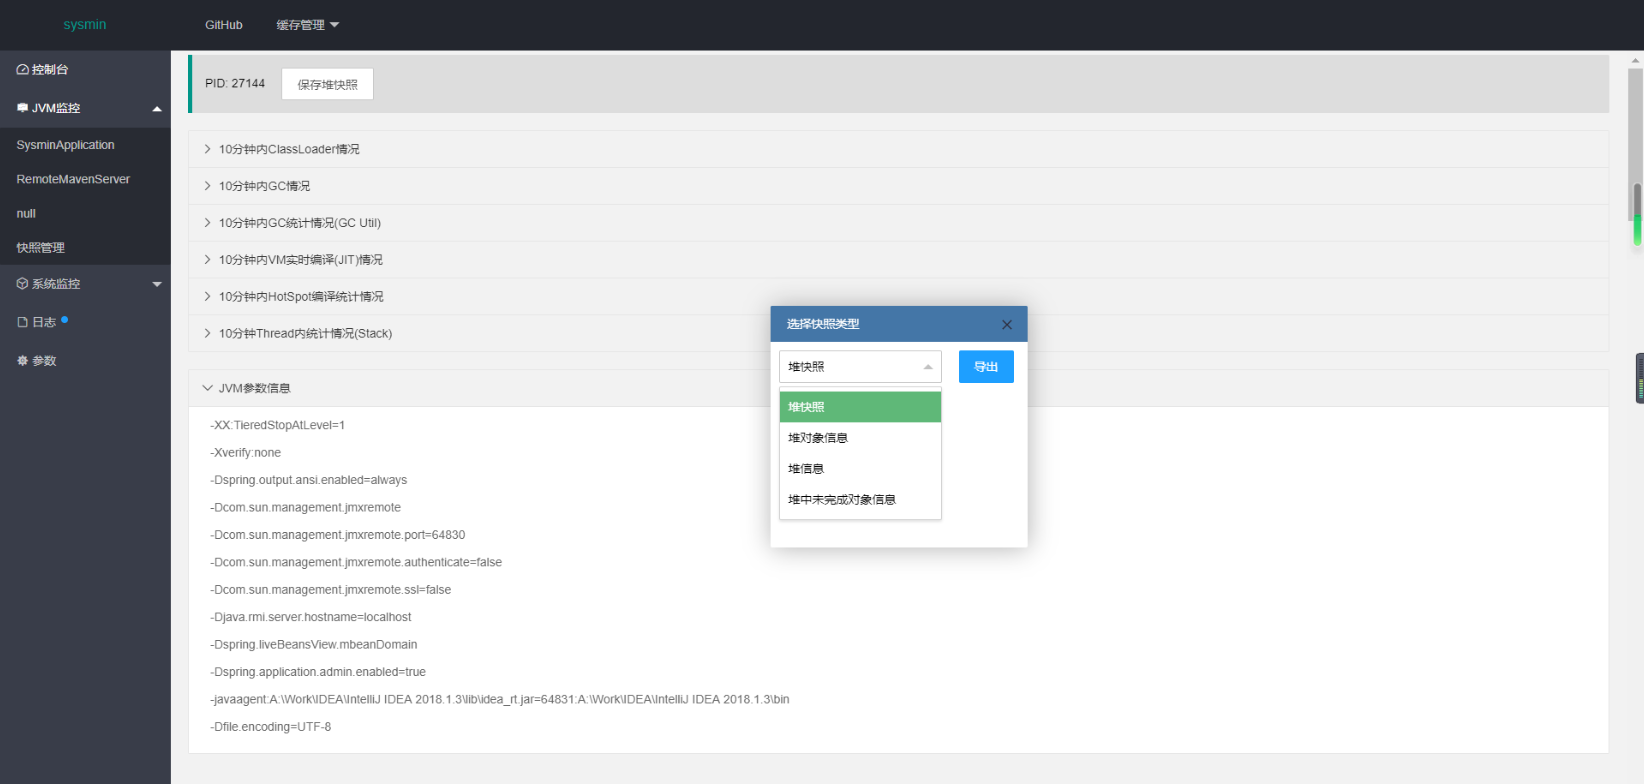 sysmin
GitHub
缓存管理
控制台
JVM监控
SysminApplication
RemoteMavenServer
null
快照管理
系统监控
日志
参数
PID: 27144
保存堆快照
10分钟内ClassLoader情况
10分钟内GC情况
10分钟内GC统计情况(GC Util)
10分钟内VM实时编译(JIT)情况
10分钟内HotSpot编译统计情况
10分钟Thread内统计情况(Stack)
JVM参数信息
-XX:TieredStopAtLevel=1
-Xverify:none
-Dspring.output.ansi.enabled=always
-Dcom.sun.management.jmxremote
-Dcom.sun.management.jmxremote.port=64830
-Dcom.sun.management.jmxremote.authenticate=false
-Dcom.sun.management.jmxremote.ssl=false
-Djava.rmi.server.hostname=localhost
-Dspring.liveBeansView.mbeanDomain
-Dspring.application.admin.enabled=true
-javaagent:A:\Work\IDEA\IntelliJ IDEA 2018.1.3\lib\idea_rt.jar=64831:A:\Work\IDEA\IntelliJ IDEA 2018.1.3\bin
-Dfile.encoding=UTF-8
选择快照类型
堆快照
导出
堆快照
堆对象信息
堆信息
堆中未完成对象信息